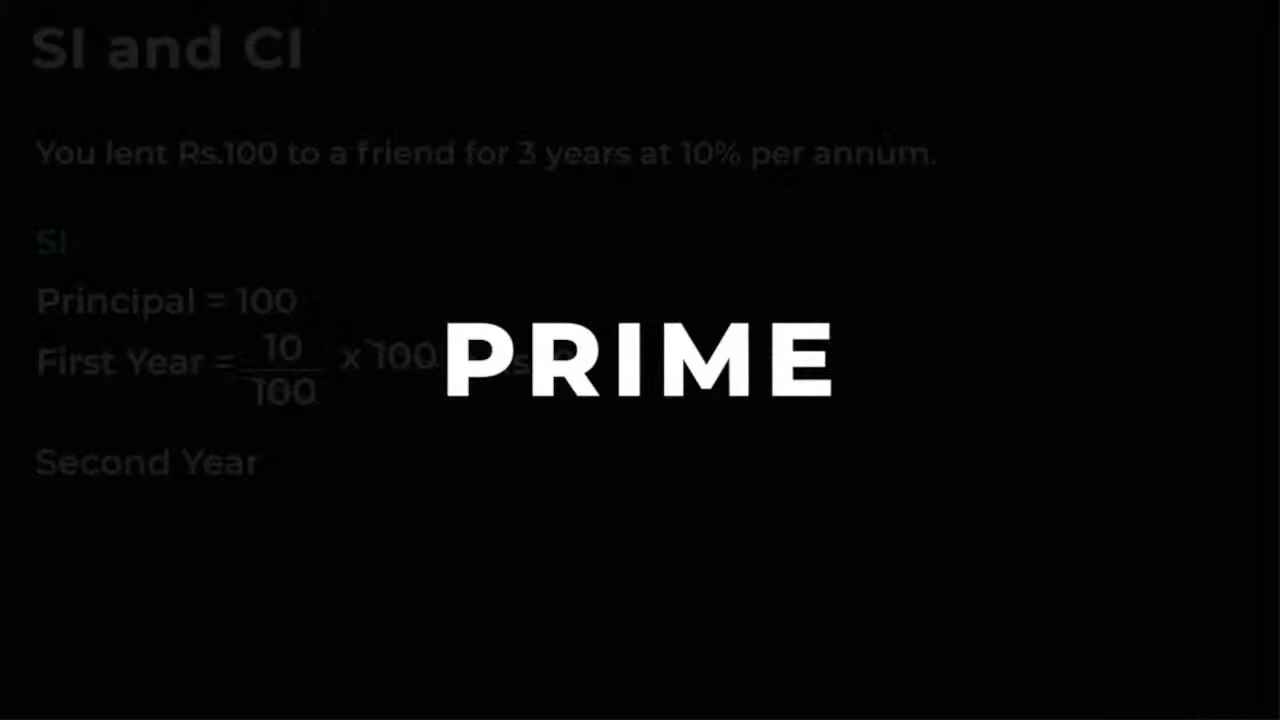 SI and CI
You lent Rs.100 to a friend for 3 years at 10% per annum.
SI
Principal = 100
First Year = 10/100 x 100
PRIME
Second Year